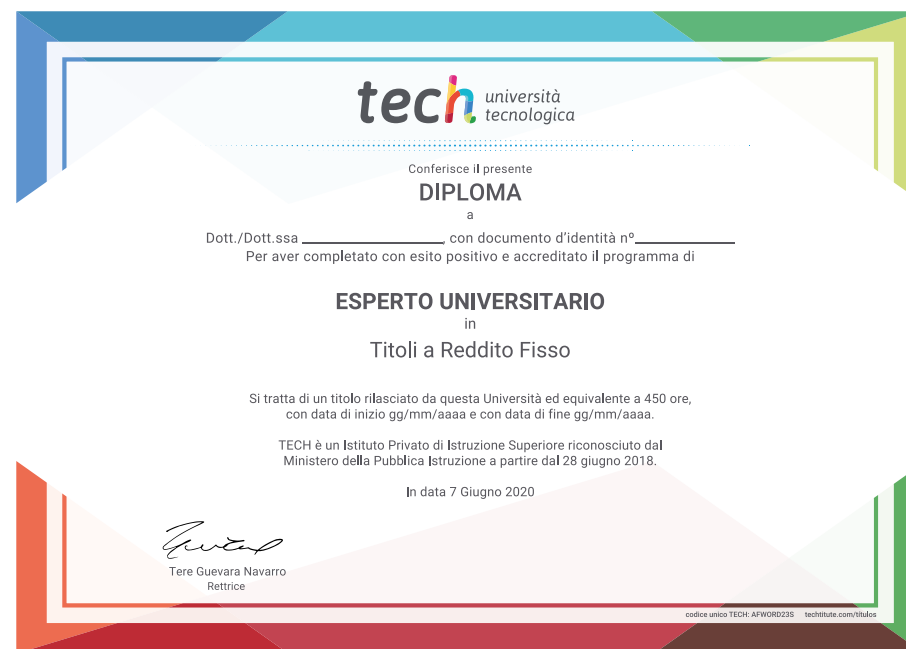 tech università
tecnologica
Conferisce il presente
DIPLOMA
a
Dott./Dott.ssa ____________________, con documento d'identità nº______________
Per aver completato con esito positivo e accreditato il programma di
ESPERTO UNIVERSITARIO
in
Titoli a Reddito Fisso
Si tratta di un titolo rilasciato da questa Università ed equivalente a 450 ore,
con data di inizio gg/mm/aaaa e con data di fine gg/mm/aaaa.
TECH è un Istituto Privato di Istruzione Superiore riconosciuto dal
Ministero della Pubblica Istruzione a partire dal 28 giugno 2018.
In data 7 Giugno 2020
Tere Guevara Navarro
Rettrice
codice unico TECH: AFWORD23S techtitute.com/titulos